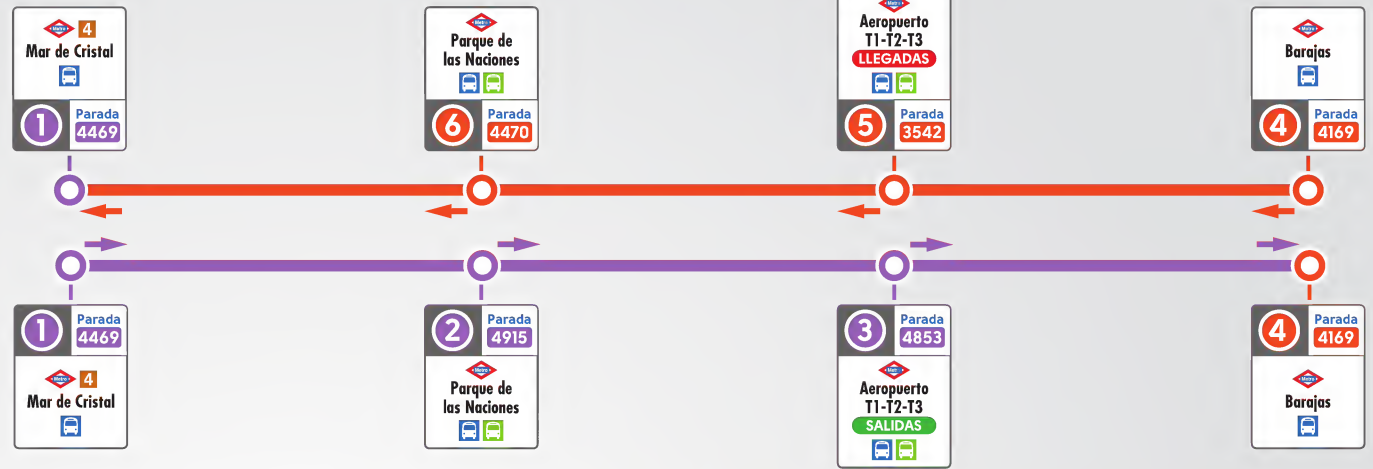 Metro 4
Mar de Cristal
1 Parada 4469
Metro
Parque de
las Naciones
6 Parada 4470
Metro
Aeropuerto
T1-T2-T3
LLEGADAS
5 Parada 3542
Metro
Barajas
4 Parada 4169
1 Parada 4469
Metro 4
Mar de Cristal
2 Parada 4915
Metro
Parque de
las Naciones
3 Parada 4853
Metro
Aeropuerto
T1-T2-T3
SALIDAS
4 Parada 4169
Metro
Barajas